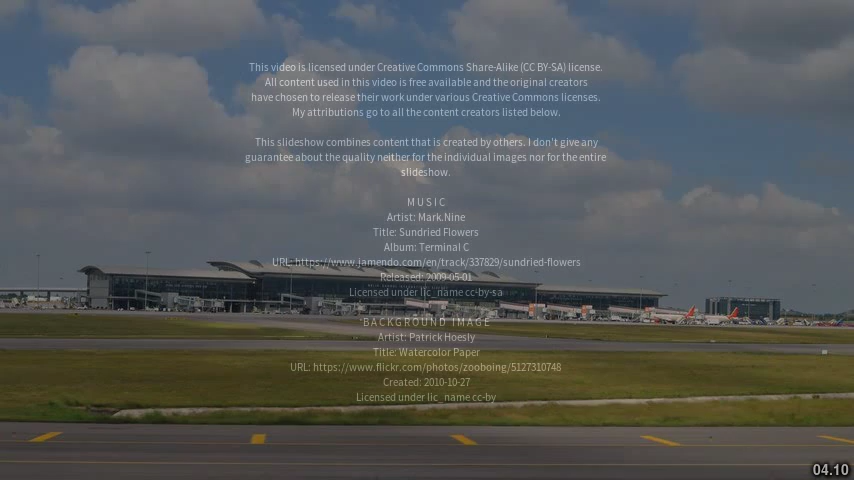 This video is licensed under Creative Commons Share-Alike (CC BY-SA) license.
All content used in this video is free available and the original creators
have chosen to release their work under various Creative Commons licenses.
My attributions go to all the content creators listed below.
This slideshow combines content that is created by others. I don't give any
guarantee about the quality neither for the individual images nor for the entire
slideshow.
MUSIC
Artist: Mark.Nine
Title: Sundried Flowers
Album: Terminal C
URL: https://www.jamendo.com/en/track/337829/sundried-flowers
Released: 2009-05-01
Licensed under lic_name cc-by-sa
BACKGROUND IMAGE
Artist: Patrick Hoesly
Title: Watercolor Paper
URL: https://www.flickr.com/photos/zooboing/5127310748
Created: 2010-10-27
Licensed under lic_name cc-by
04.10